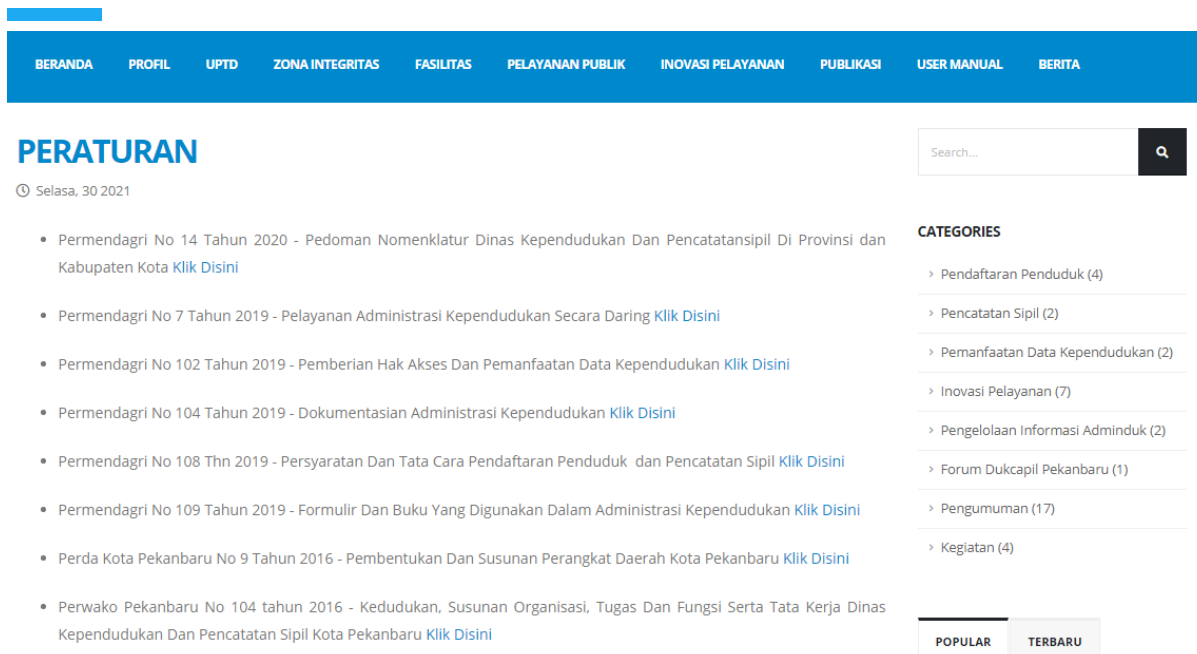 BERANDA PROFIL UPTD ZONA INTEGRITAS FASILITAS PELAYANAN PUBLIK INOVASI PELAYANAN PUBLIKASI USER MANUAL BERITA
PERATURAN
Selasa, 30 2021
Permendagri No 14 Tahun 2020 - Pedoman Nomenklatur Dinas Kependudukan Dan Pencatatansipil Di Provinsi dan
Kabupaten Kota Klik Disini
Permendagri No 7 Tahun 2019 - Pelayanan Administrasi Kependudukan Secara Daring Klik Disini
Permendagri No 102 Tahun 2019 - Pemberian Hak Akses Dan Pemanfaatan Data Kependudukan Klik Disini
Permendagri No 104 Tahun 2019 - Dokumentasian Administrasi Kependudukan Klik Disini
Permendagri No 108 Thn 2019 - Persyaratan Dan Tata Cara Pendaftaran Penduduk dan Pencatatan Sipil Klik Disini
Permendagri No 109 Tahun 2019 - Formulir Dan Buku Yang Digunakan Dalam Administrasi Kependudukan Klik Disini
Perda Kota Pekanbaru No 9 Tahun 2016 - Pembentukan Dan Susunan Perangkat Daerah Kota Pekanbaru Klik Disini
Perwako Pekanbaru No 104 tahun 2016 - Kedudukan, Susunan Organisasi, Tugas Dan Fungsi Serta Tata Kerja Dinas
Kependudukan Dan Pencatatan Sipil Kota Pekanbaru Klik Disini
Search...
CATEGORIES
Pendaftaran Penduduk (4)
Pencatatan Sipil (2)
Pemanfaatan Data Kependudukan (2)
Inovasi Pelayanan (7)
Pengelolaan Informasi Adminduk (2)
Forum Dukcapil Pekanbaru (1)
Pengumuman (17)
Kegiatan (4)
POPULAR TERBARU